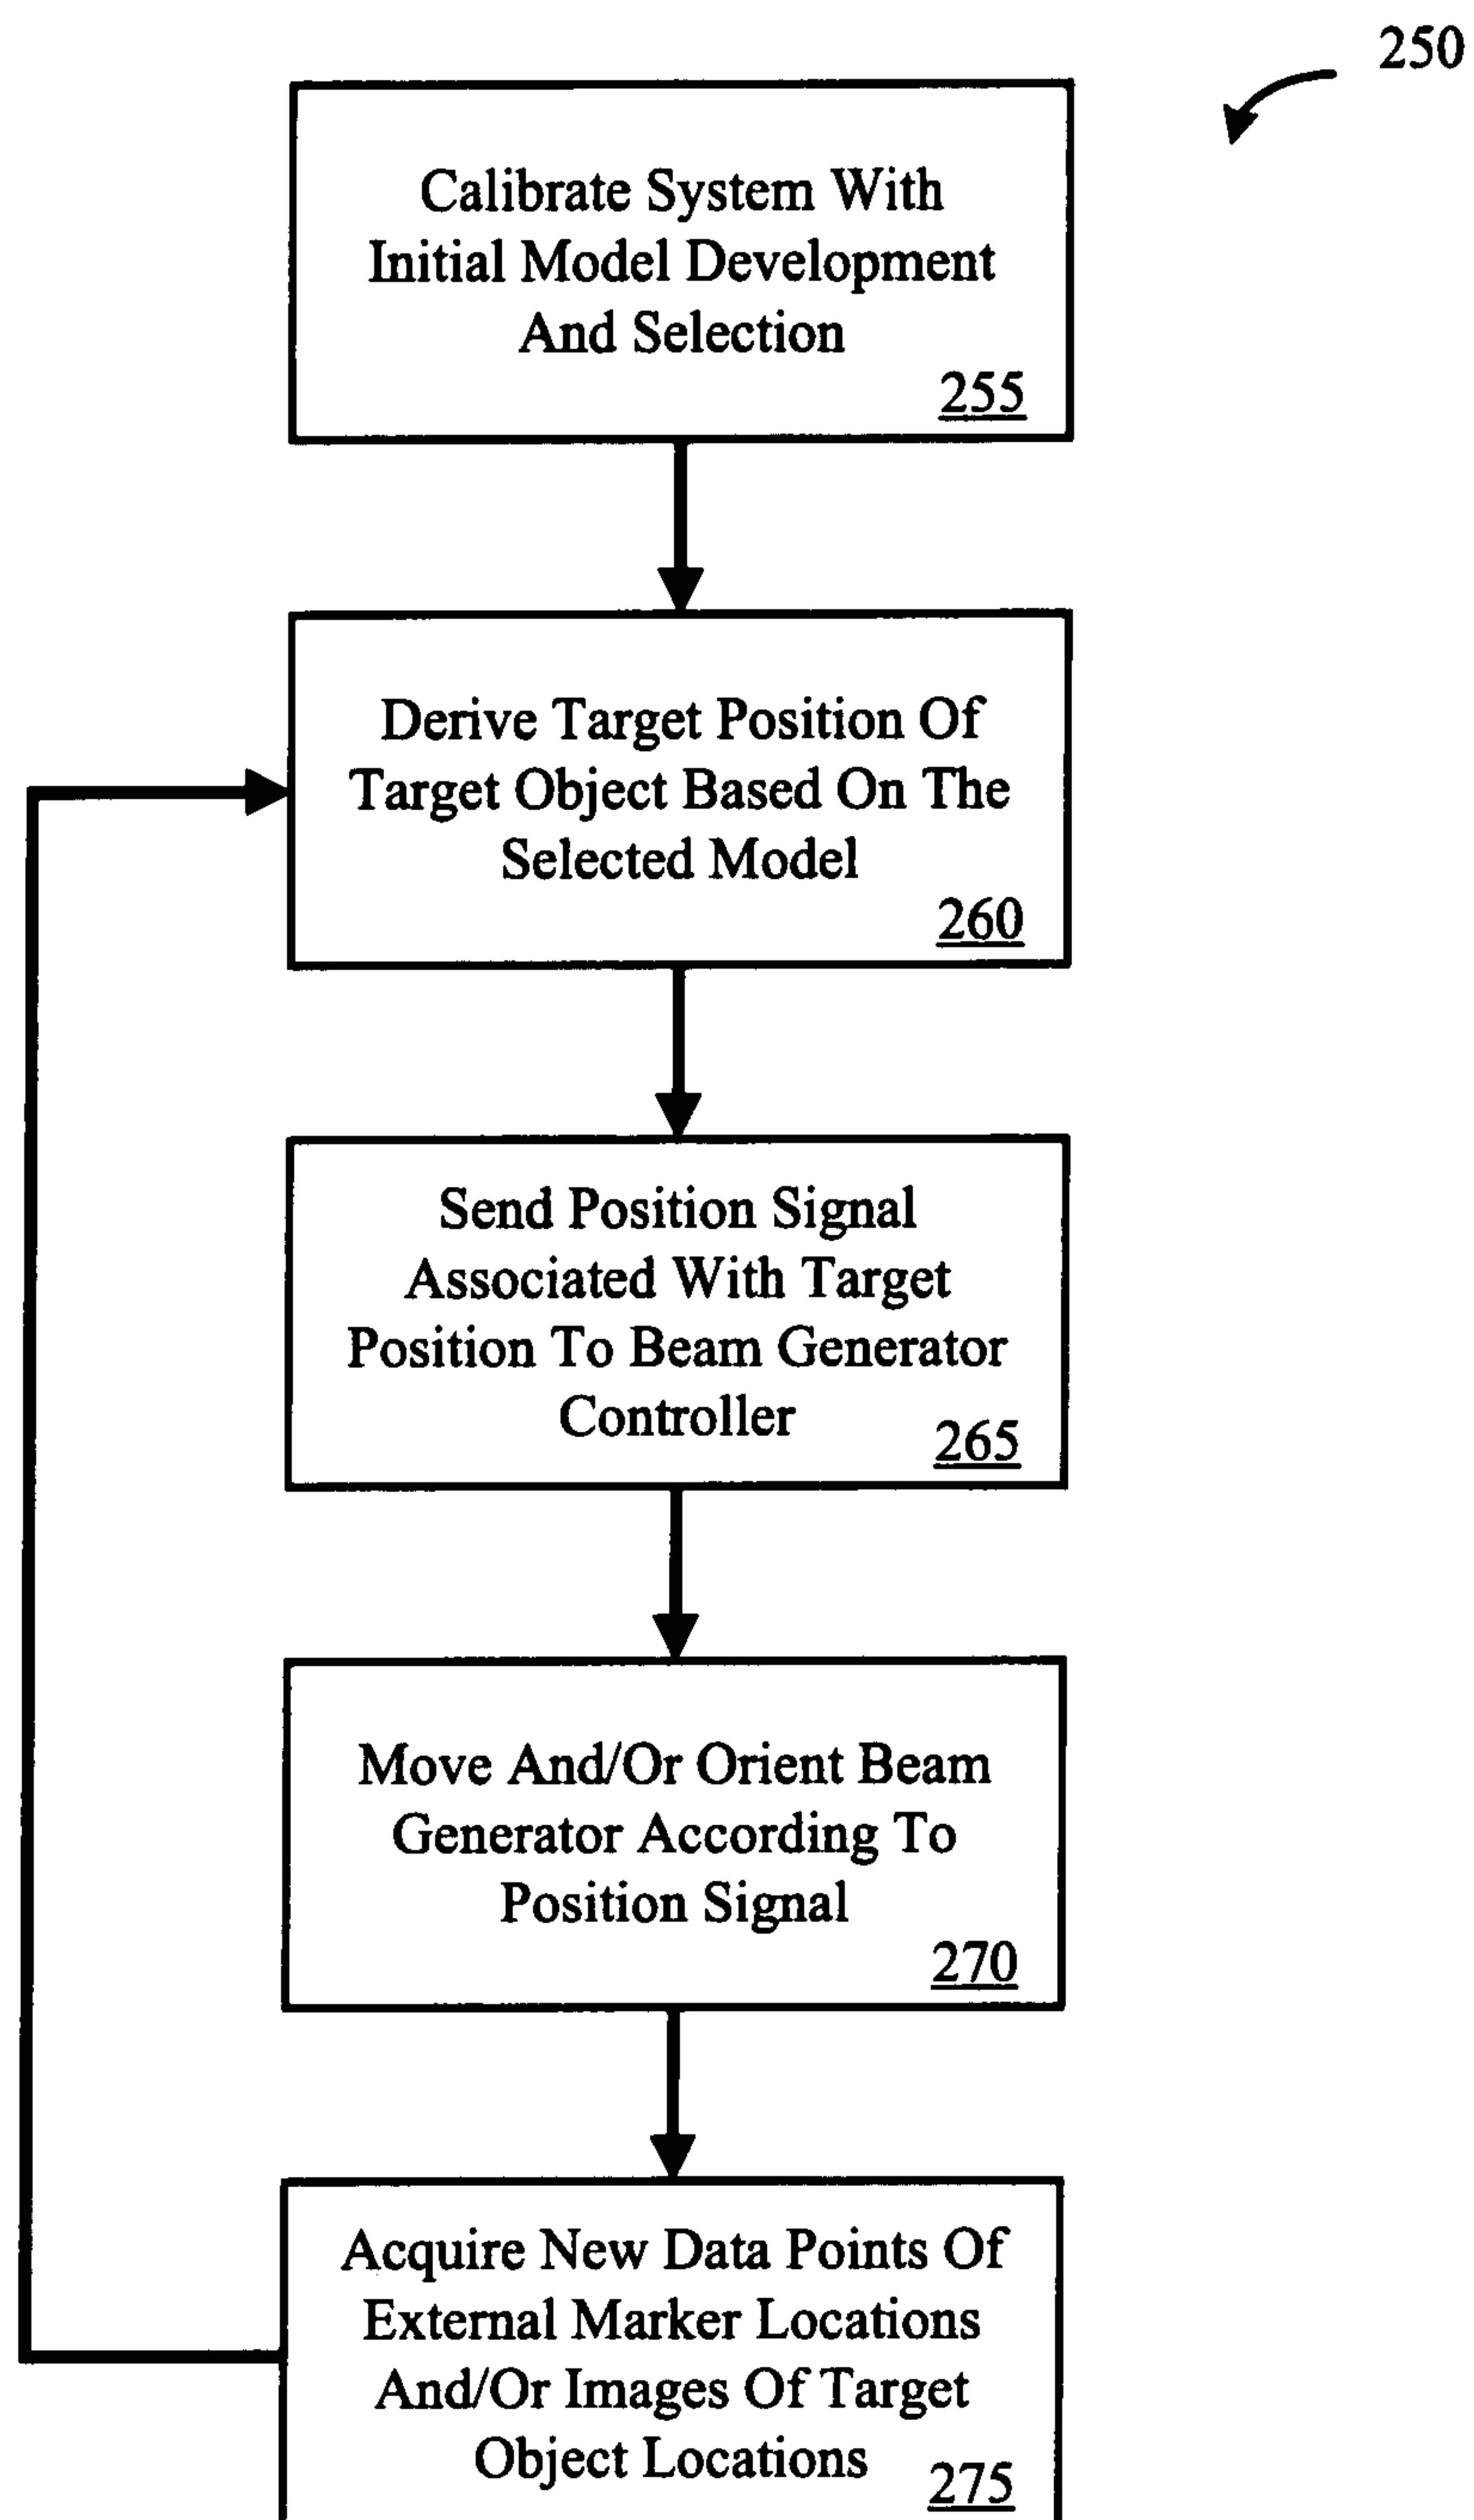 250
Calibrate System With
Initial Model Development
And Selection
255
Derive Target Position Of
Target Object Based On The
Selected Model
260
Send Position Signal
Associated With Target
Position To Beam Generator
Controller
265
Move And/Or Orient Beam
Generator According To
Position Signal
270
Acquire New Data Points Of
External Marker Locations
And/Or Images Of Target
Object Locations
275